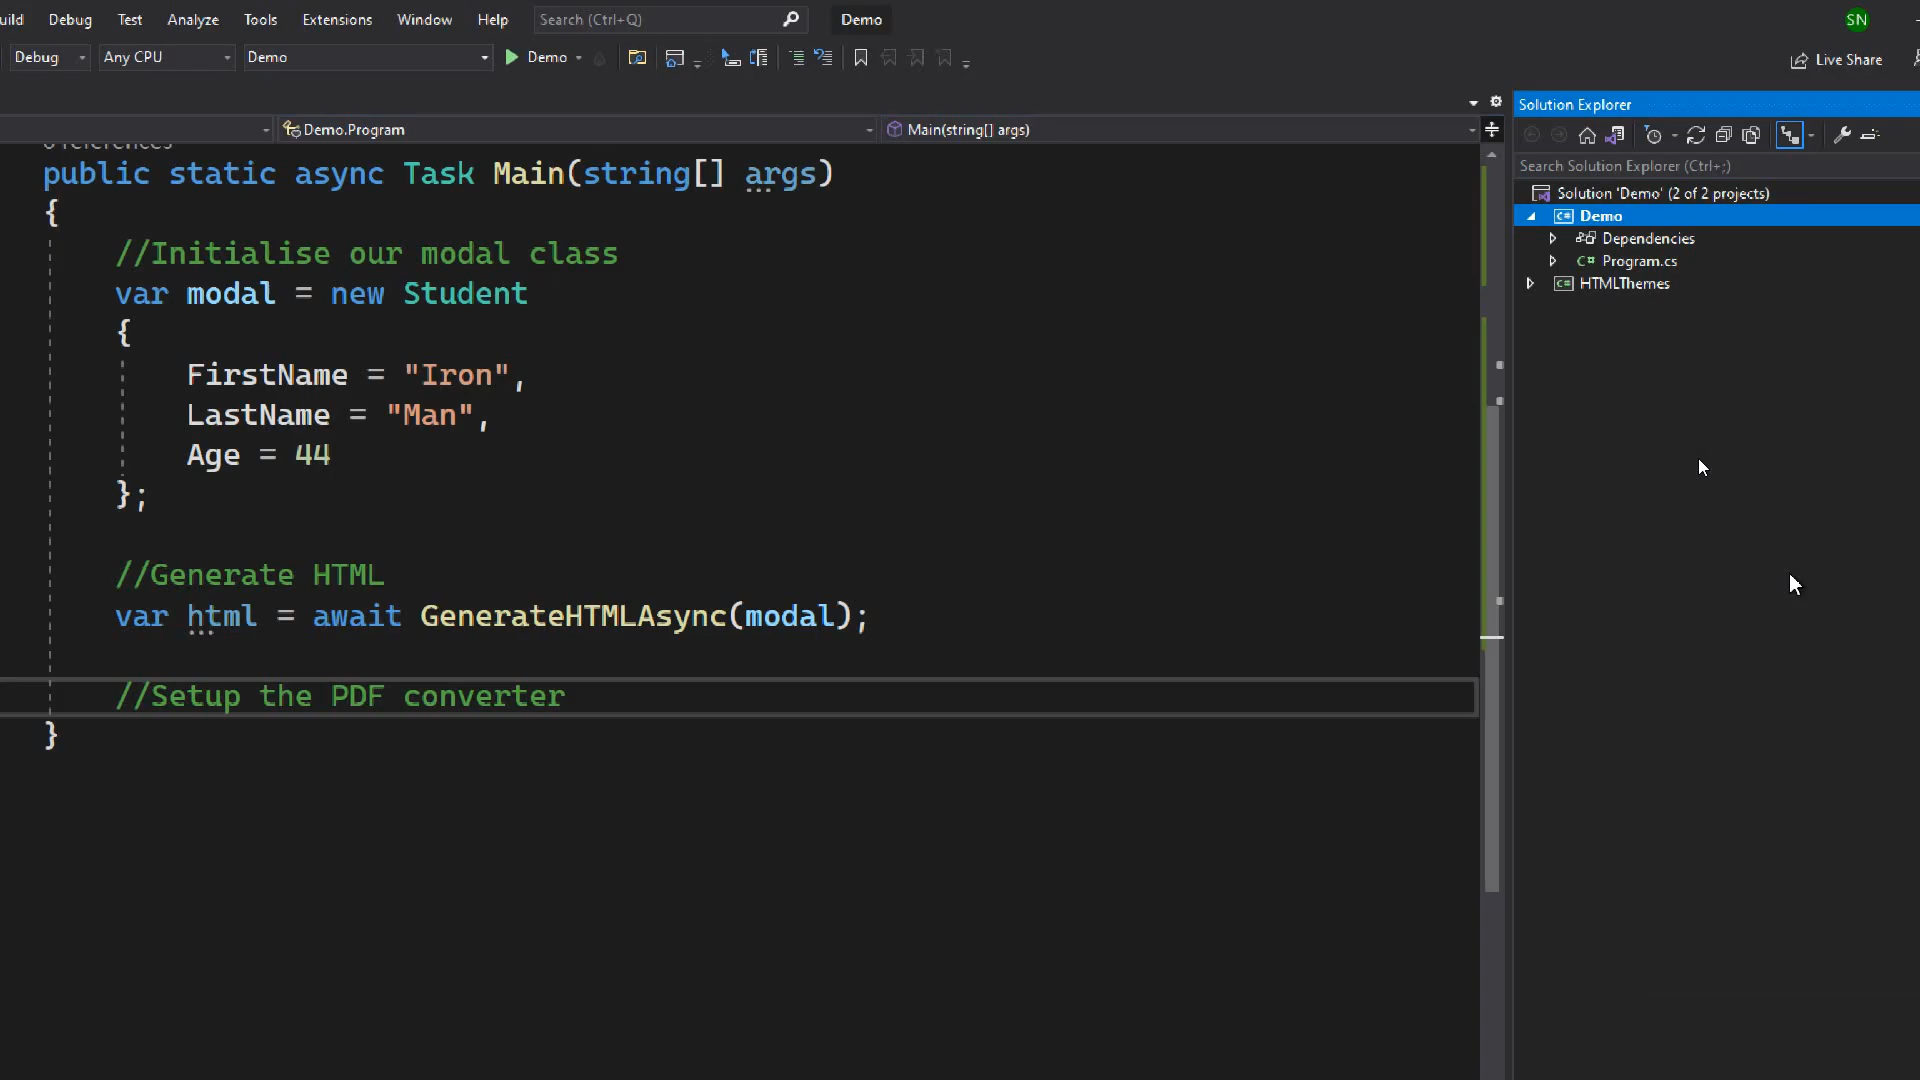 uild Debug Test Analyze Tools Extensions Window Help Search (Ctrl+Q) Demo SN
Debug Any CPU Demo Demo Live Share
Solution Explorer
Demo.Program Main(string[] args)
Search Solution Explorer (Ctrl+;)
Solution 'Demo' (2 of 2 projects)
Demo
Dependencies
Program.cs
HTMLThemes
0 references
public static async Task Main(string[] args)
{
//Initialise our modal class
var modal = new Student
{
FirstName = "Iron",
LastName = "Man",
Age = 44
};
//Generate HTML
var html = await GenerateHTMLAsync(modal);
//Setup the PDF converter
}